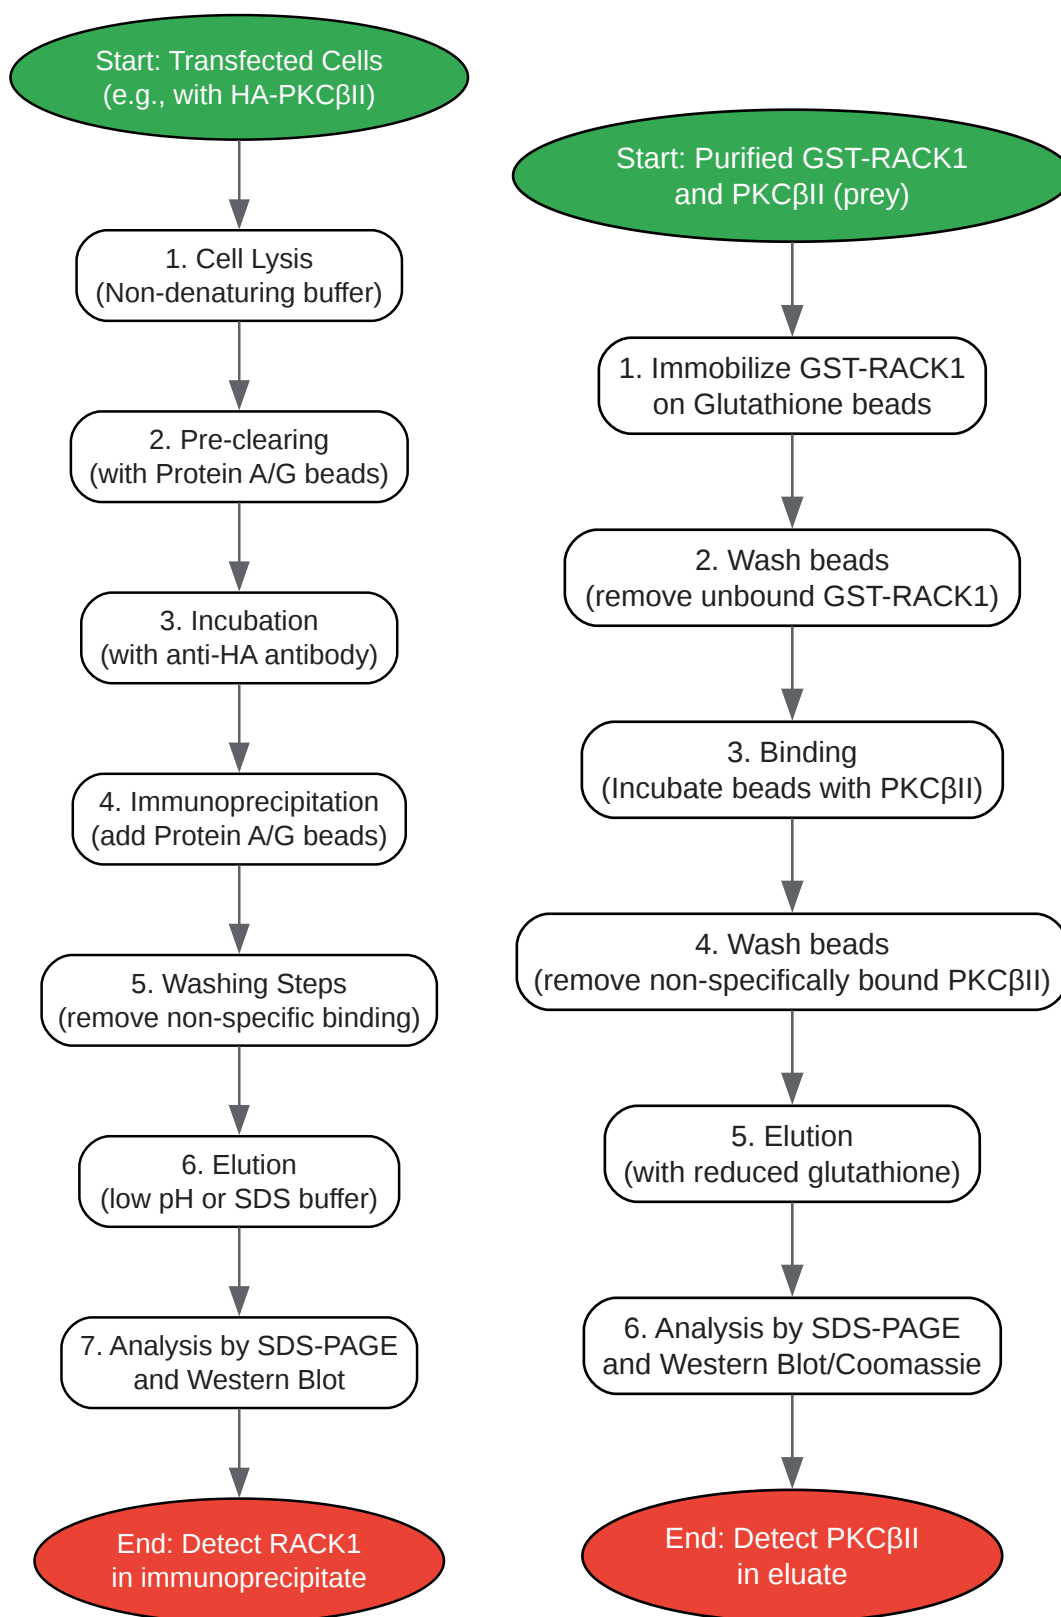 Start: Transfected Cells
(e.g., with HA-PKCβII)
1. Cell Lysis
(Non-denaturing buffer)
2. Pre-clearing
(with Protein A/G beads)
3. Incubation
(with anti-HA antibody)
4. Immunoprecipitation
(add Protein A/G beads)
5. Washing Steps
(remove non-specific binding)
6. Elution
(low pH or SDS buffer)
7. Analysis by SDS-PAGE
and Western Blot
End: Detect RACK1
in immunoprecipitate
Start: Purified GST-RACK1
and PKCβII (prey)
1. Immobilize GST-RACK1
on Glutathione beads
2. Wash beads
(remove unbound GST-RACK1)
3. Binding
(Incubate beads with PKCβII)
4. Wash beads
(remove non-specifically bound PKCβII)
5. Elution
(with reduced glutathione)
6. Analysis by SDS-PAGE
and Western Blot/Coomassie
End: Detect PKCβII
in eluate